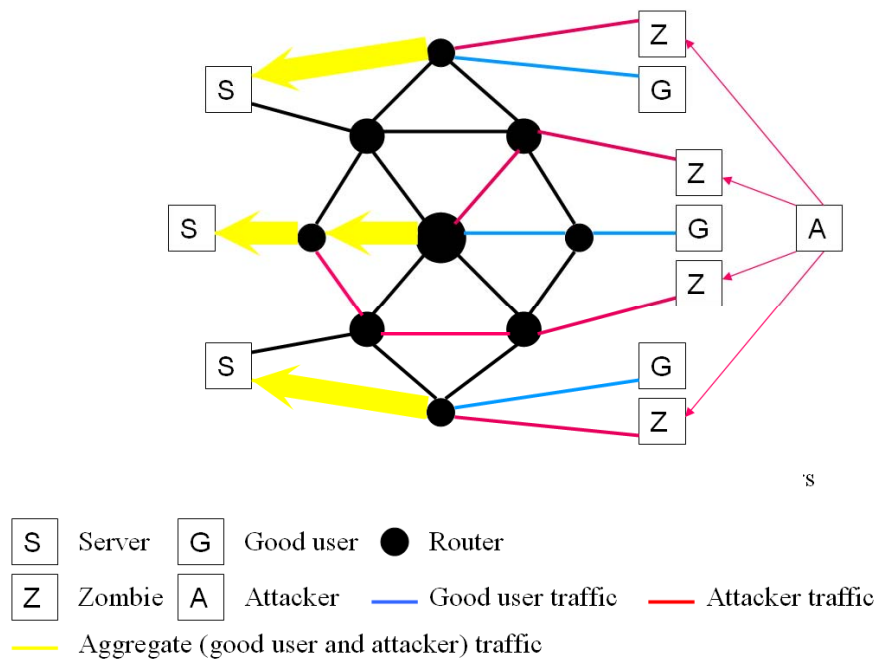 Z
S
G
Z
S
G
A
Z
S
G
Z
s
S Server G Good user Router
Z Zombie A Attacker Good user traffic Attacker traffic
Aggregate (good user and attacker) traffic